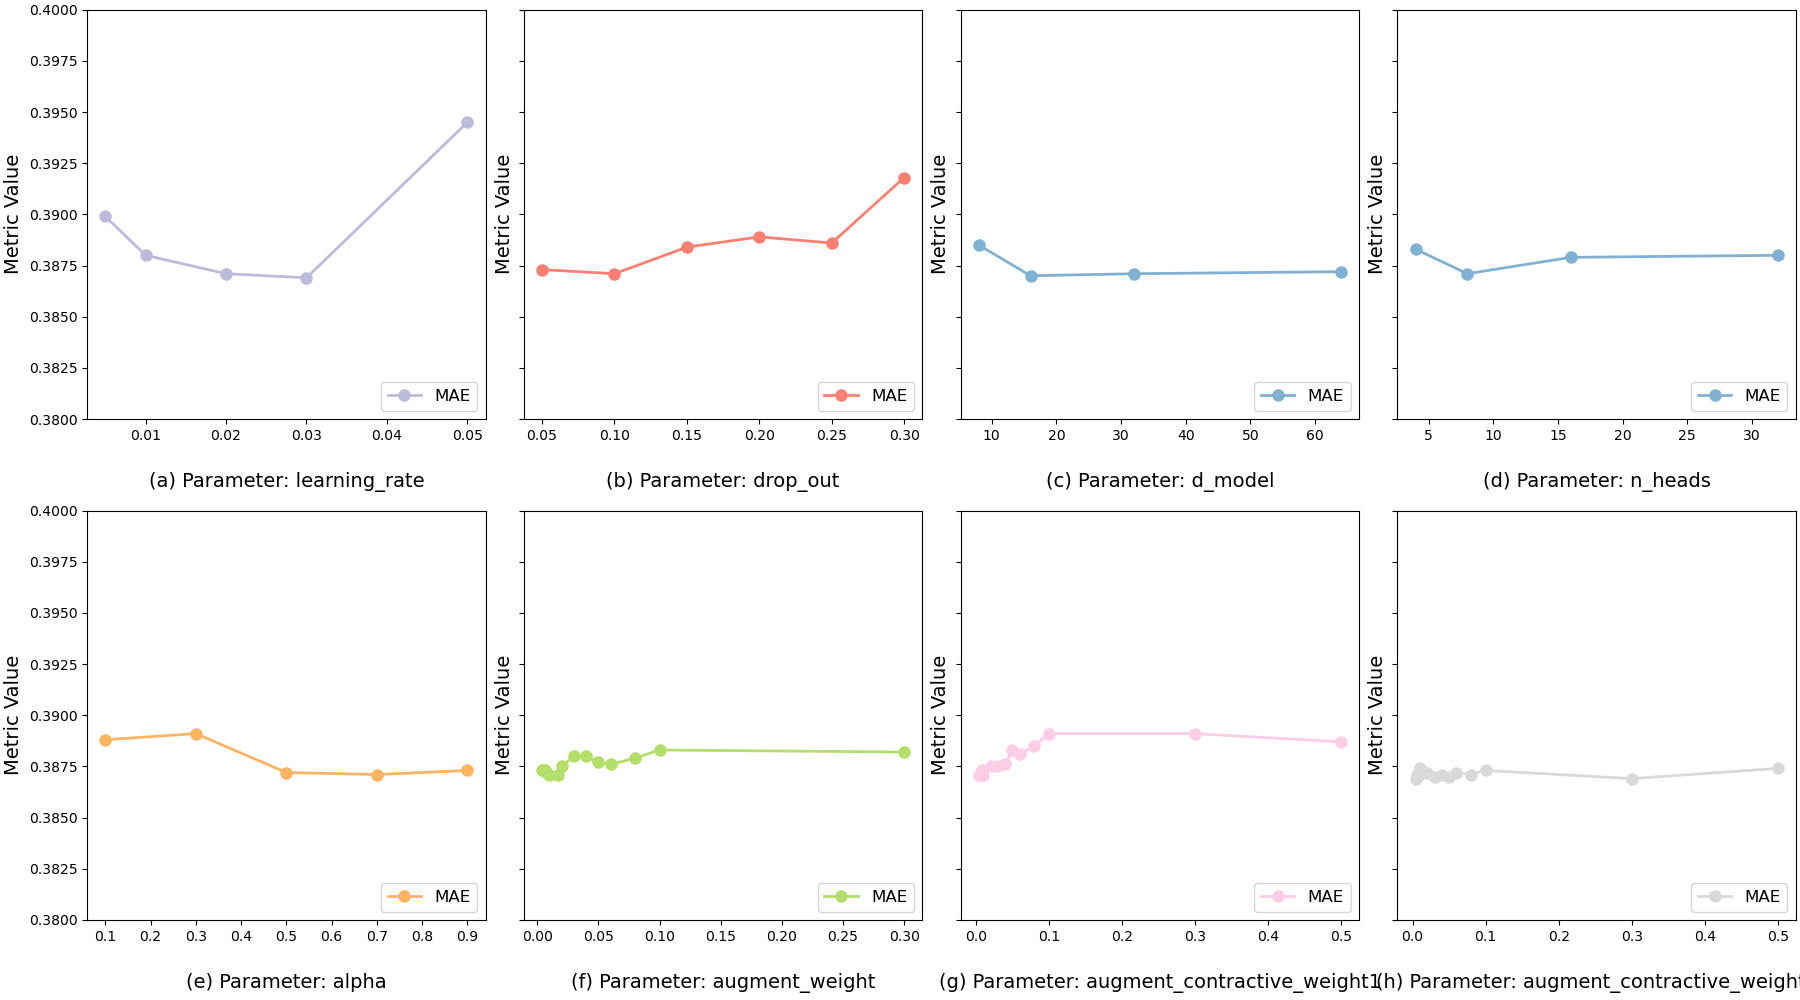 0.4000
0.3975
0.3950
0.3925
0.3900
0.3875
0.3850
0.3825
0.3800
Metric Value
MAE
0.01 0.02 0.03 0.04 0.05
(a) Parameter: learning_rate
Metric Value
MAE
0.05 0.10 0.15 0.20 0.25 0.30
(b) Parameter: drop_out
Metric Value
MAE
10 20 30 40 50 60
(c) Parameter: d_model
Metric Value
MAE
5 10 15 20 25 30
(d) Parameter: n_heads
0.4000
0.3975
0.3950
0.3925
0.3900
0.3875
0.3850
0.3825
0.3800
Metric Value
MAE
0.1 0.2 0.3 0.4 0.5 0.6 0.7 0.8 0.9
(e) Parameter: alpha
Metric Value
MAE
0.00 0.05 0.10 0.15 0.20 0.25 0.30
(f) Parameter: augment_weight
Metric Value
MAE
0.0 0.1 0.2 0.3 0.4 0.5
(g) Parameter: augment_contractive_weight1
Metric Value
MAE
0.0 0.1 0.2 0.3 0.4 0.5
(h) Parameter: augment_contractive_weight